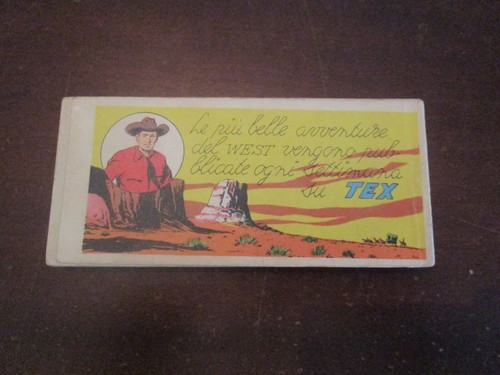 Le più belle avventure
del WEST vengono pub-
blicate ogni settimana
su TEX